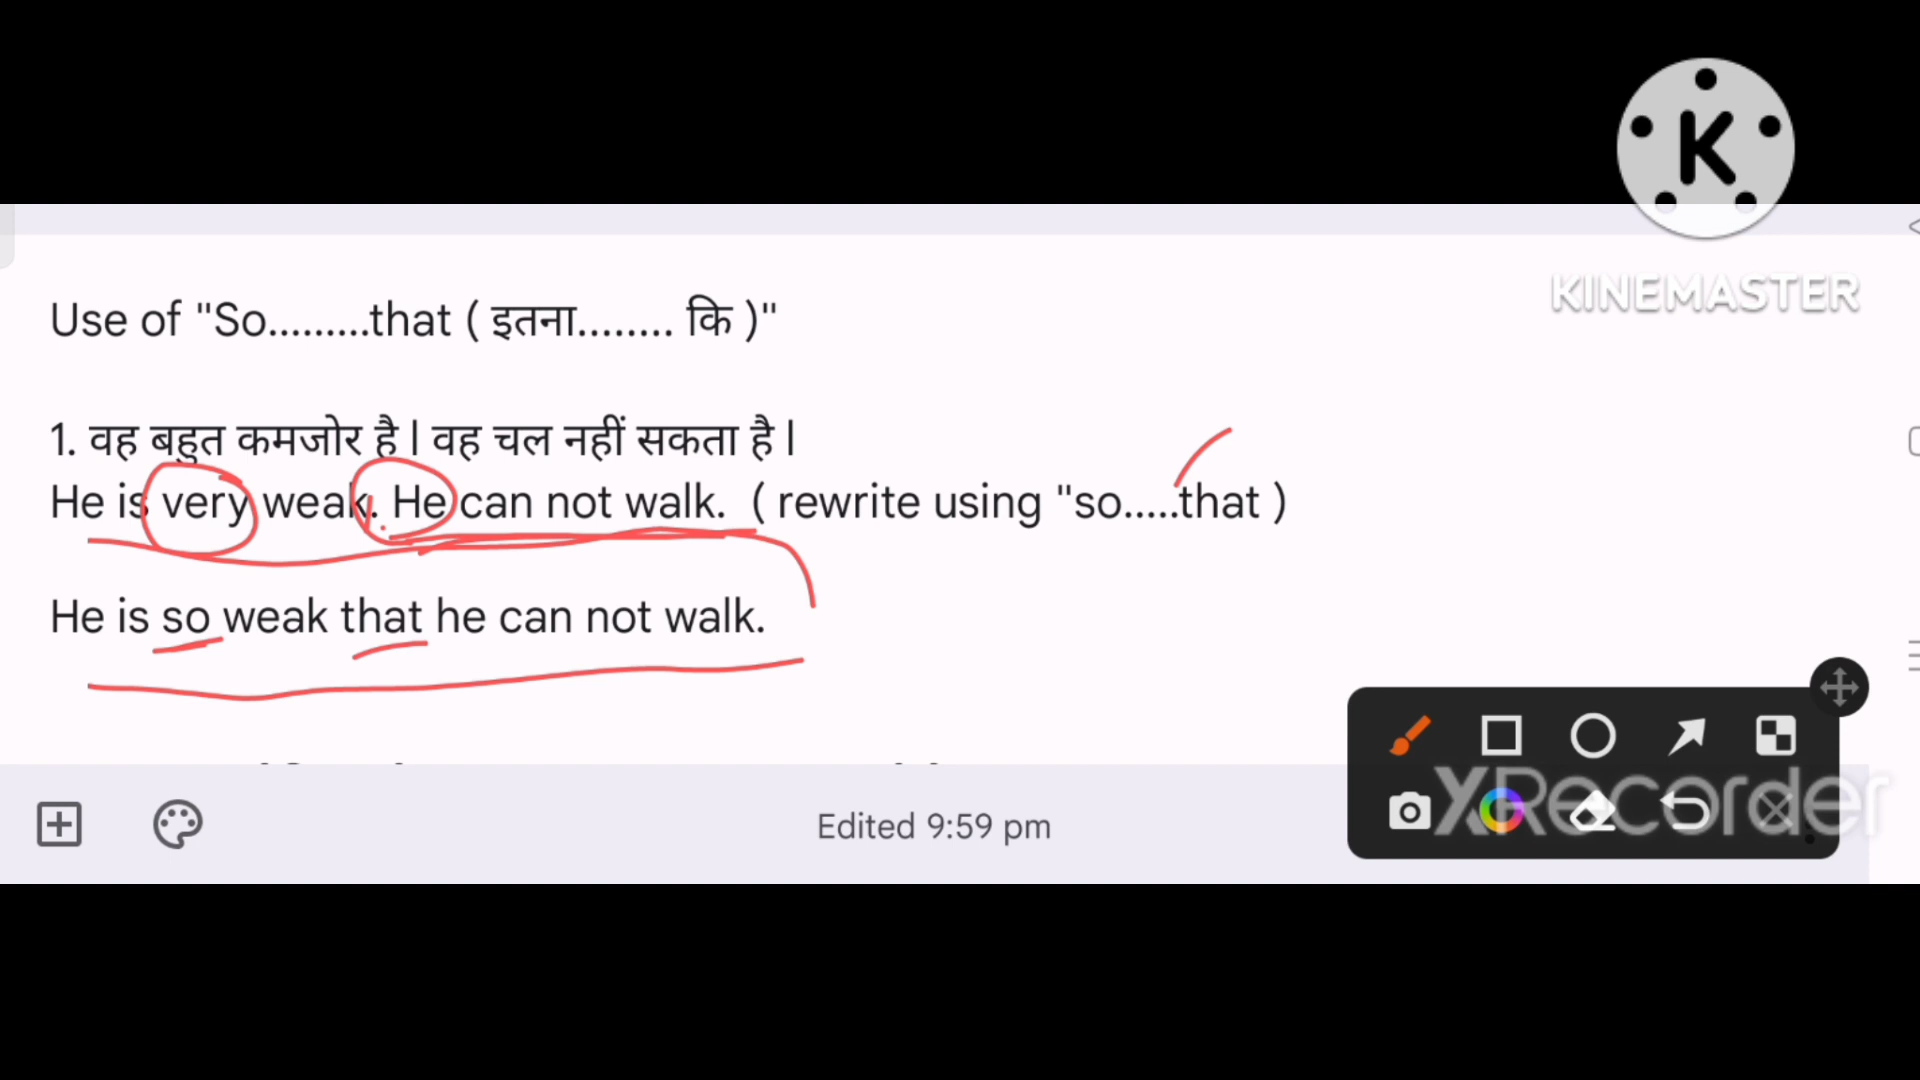 K
KINEMASTER
Use of "So.........that ( इतना........ कि )"
1. वह बहुत कमजोर है l वह चल नहीं सकता है l
He is very weak. He can not walk. ( rewrite using "so.....that )
He is so weak that he can not walk.
Edited 9:59 pm
XRecorder